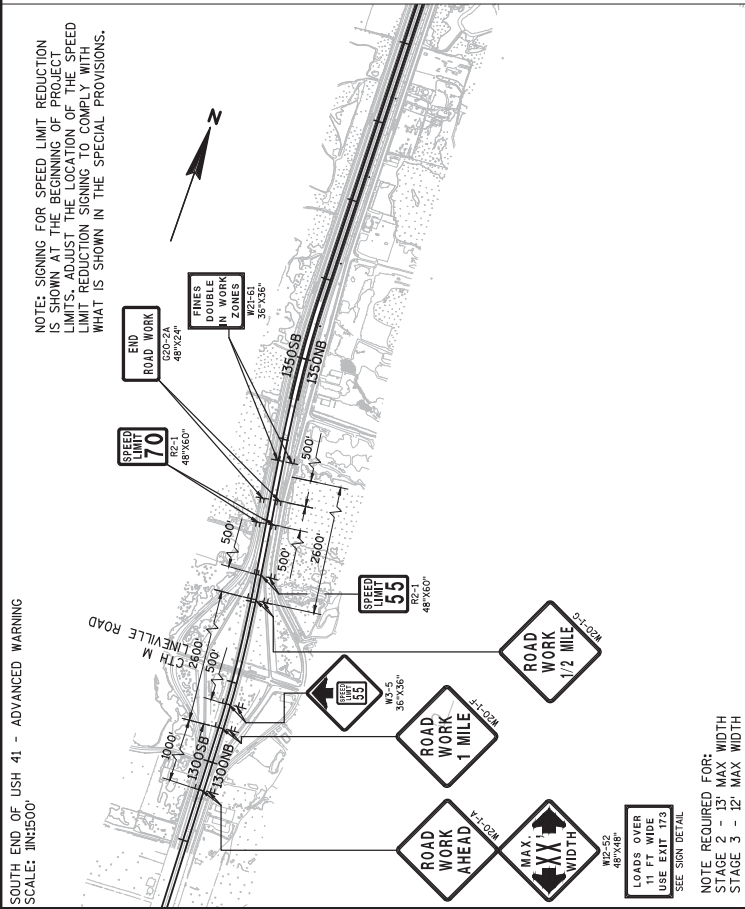 SOUTH END OF USH 41 - ADVANCED WARNING
SCALE: 1IN:1500'
NOTE: SIGNING FOR SPEED LIMIT REDUCTION
IS SHOWN AT THE BEGINNING OF PROJECT
LIMITS. ADJUST THE LOCATION OF THE SPEED
LIMIT REDUCTION SIGNING TO COMPLY WITH
WHAT IS SHOWN IN THE SPECIAL PROVISIONS.
N
SPEED
LIMIT
70
R2-1
48"X60"
END
ROAD WORK
G20-2A
48"X24"
FINES
DOUBLE
IN WORK
ZONES
W21-61
36"X36"
CTH M
LINEVILLE ROAD
1000'
2600'
500'
500'
500'
2600'
500'
1300SB
1300NB
1350SB
1350NB
SPEED
LIMIT
55
R2-1
48"X60"
SPEED
LIMIT
55
W3-5
36"X36"
ROAD
WORK
AHEAD
W20-1-A
ROAD
WORK
1 MILE
W20-1-F
ROAD
WORK
1/2 MILE
W20-1-G
MAX.
XX
WIDTH
W12-52
48"X48"
LOADS OVER
11 FT WIDE
USE EXIT 173
SEE SIGN DETAIL
NOTE REQUIRED FOR:
STAGE 2 - 13' MAX WIDTH
STAGE 3 - 12' MAX WIDTH